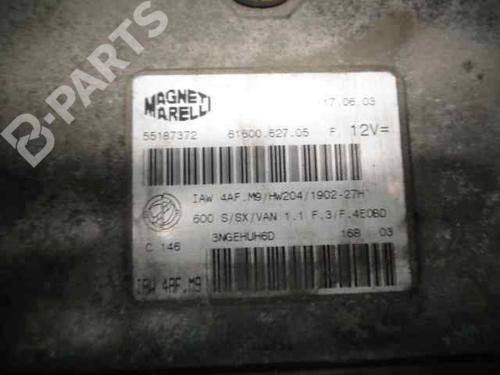 B-PARTS
MAGNETI MARELLI
17.06.03
55187372 61600.627.05 F 12V=
IAW 4AF.M9/HW204/1902-27H
600 S/SX/VAN 1.1 F.3/F.4EOBD
C 146 3NGEHUH6D 168 03
IAW 4AF.M9